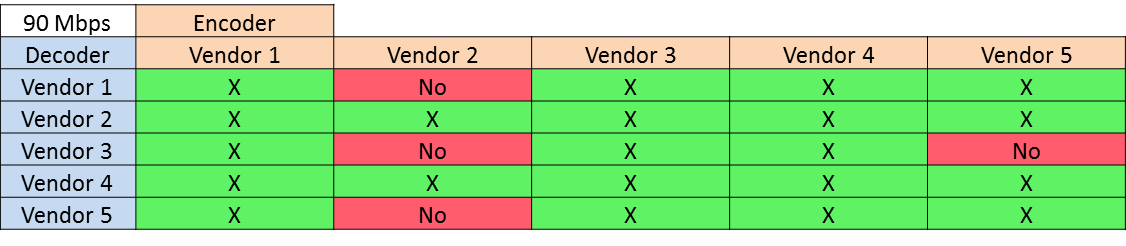 90 Mbps Encoder
Decoder Vendor 1 Vendor 2 Vendor 3 Vendor 4 Vendor 5
Vendor 1 X No X X X
Vendor 2 X X X X X
Vendor 3 X No X X No
Vendor 4 X X X X X
Vendor 5 X No X X X